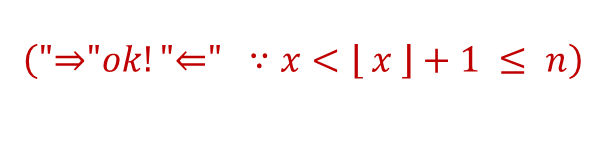 ("⇒"ok! "⇐" ∵ x < ⌊ x ⌋ + 1 ≤ n)